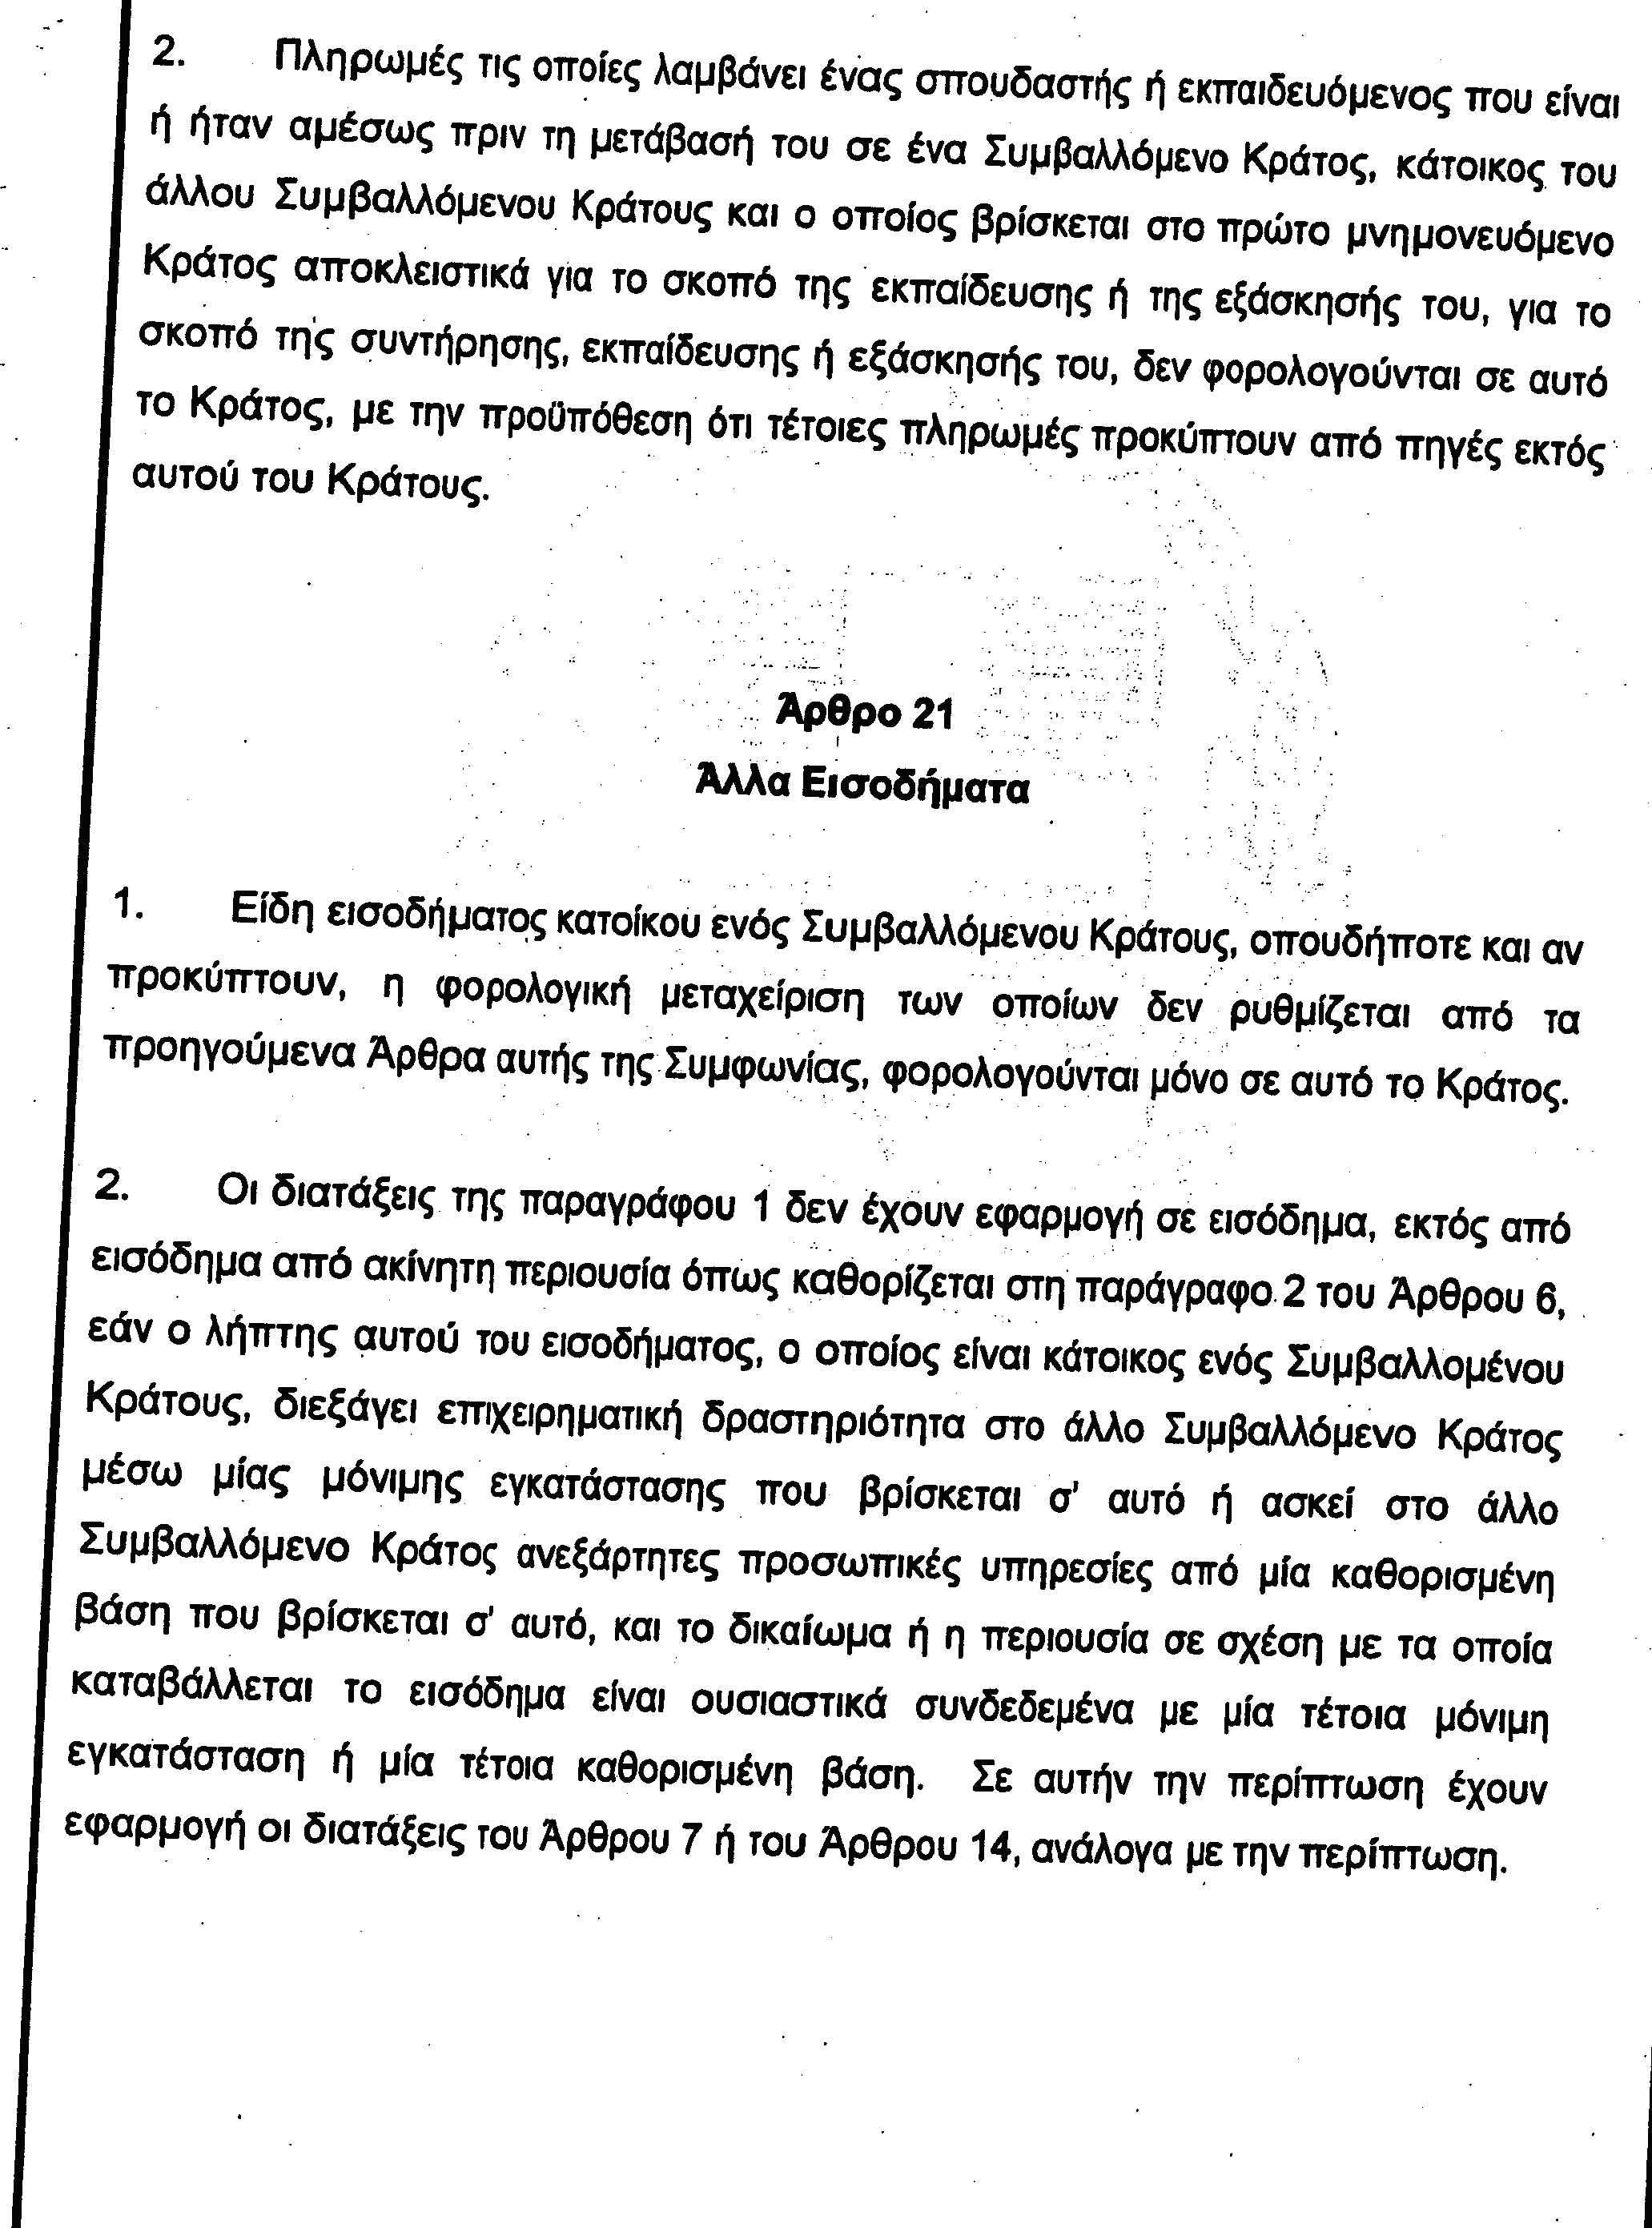 2. Πληρωμές τις οποίες λαμβάνει ένας σπουδαστής ή εκπαιδευόμενος που είναι
ή ήταν αμέσως πριν τη μετάβασή του σε ένα Συμβαλλόμενο Κράτος, κάτοικος του
άλλου Συμβαλλόμενου Κράτους και ο οποίος βρίσκεται στο πρώτο μνημονευόμενο
Κράτος αποκλειστικά για το σκοπό της εκπαίδευσης ή της εξάσκησής του, για το
σκοπό της συντήρησης, εκπαίδευσης ή εξάσκησής του, δεν φορολογούνται σε αυτό
το Κράτος, με την προϋπόθεση ότι τέτοιες πληρωμές προκύπτουν από πηγές εκτός
αυτού του Κράτους.
Άρθρο 21
Άλλα Εισοδήματα
1. Είδη εισοδήματος κατοίκου ενός Συμβαλλόμενου Κράτους, οπουδήποτε και αν
προκύπτουν, η φορολογική μεταχείριση των οποίων δεν ρυθμίζεται από τα
προηγούμενα Άρθρα αυτής της Συμφωνίας, φορολογούνται μόνο σε αυτό το Κράτος.
2. Οι διατάξεις της παραγράφου 1 δεν έχουν εφαρμογή σε εισόδημα, εκτός από
εισόδημα από ακίνητη περιουσία όπως καθορίζεται στη παράγραφο 2 του Άρθρου 6,
εάν ο λήπτης αυτού του εισοδήματος, ο οποίος είναι κάτοικος ενός Συμβαλλομένου
Κράτους, διεξάγει επιχειρηματική δραστηριότητα στο άλλο Συμβαλλόμενο Κράτος
μέσω μίας μόνιμης εγκατάστασης που βρίσκεται σ' αυτό ή ασκεί στο άλλο
Συμβαλλόμενο Κράτος ανεξάρτητες προσωπικές υπηρεσίες από μία καθορισμένη
βάση που βρίσκεται σ' αυτό, και το δικαίωμα ή η περιουσία σε σχέση με τα οποία
καταβάλλεται το εισόδημα είναι ουσιαστικά συνδεδεμένα με μία τέτοια μόνιμη
εγκατάσταση ή μία τέτοια καθορισμένη βάση. Σε αυτήν την περίπτωση έχουν
εφαρμογή οι διατάξεις του Άρθρου 7 ή του Άρθρου 14, ανάλογα με την περίπτωση.